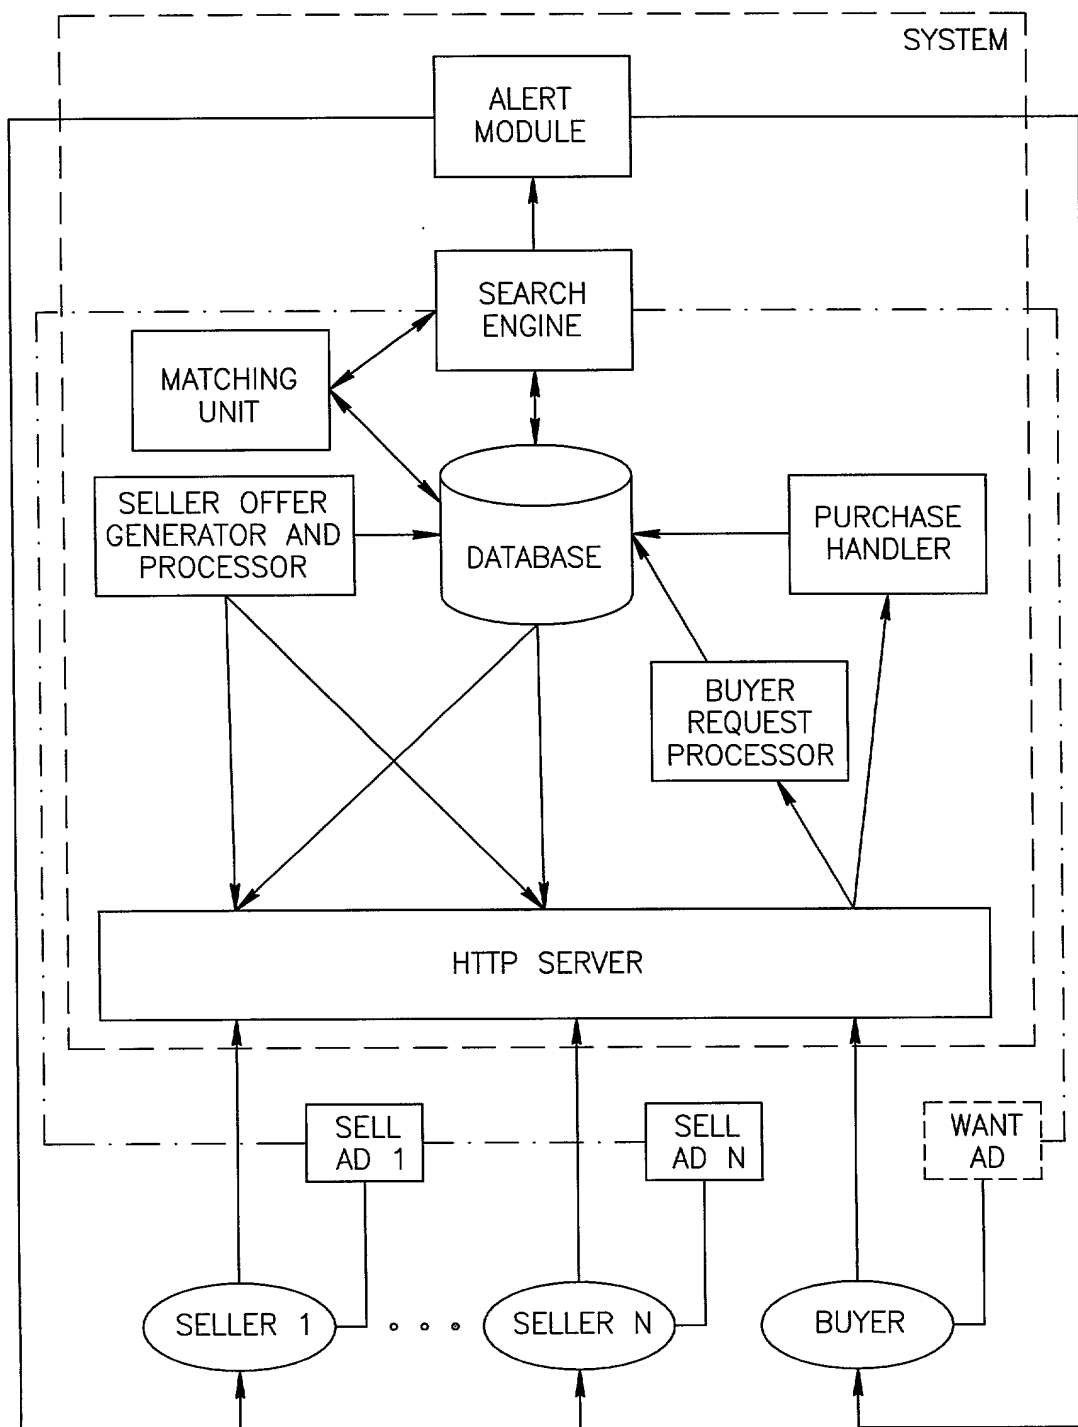 SYSTEM
ALERT
MODULE
SEARCH
ENGINE
MATCHING
UNIT
SELLER OFFER
GENERATOR AND
PROCESSOR
DATABASE
PURCHASE
HANDLER
BUYER
REQUEST
PROCESSOR
HTTP SERVER
SELL
AD 1
SELL
AD N
WANT
AD
SELLER 1
SELLER N
BUYER